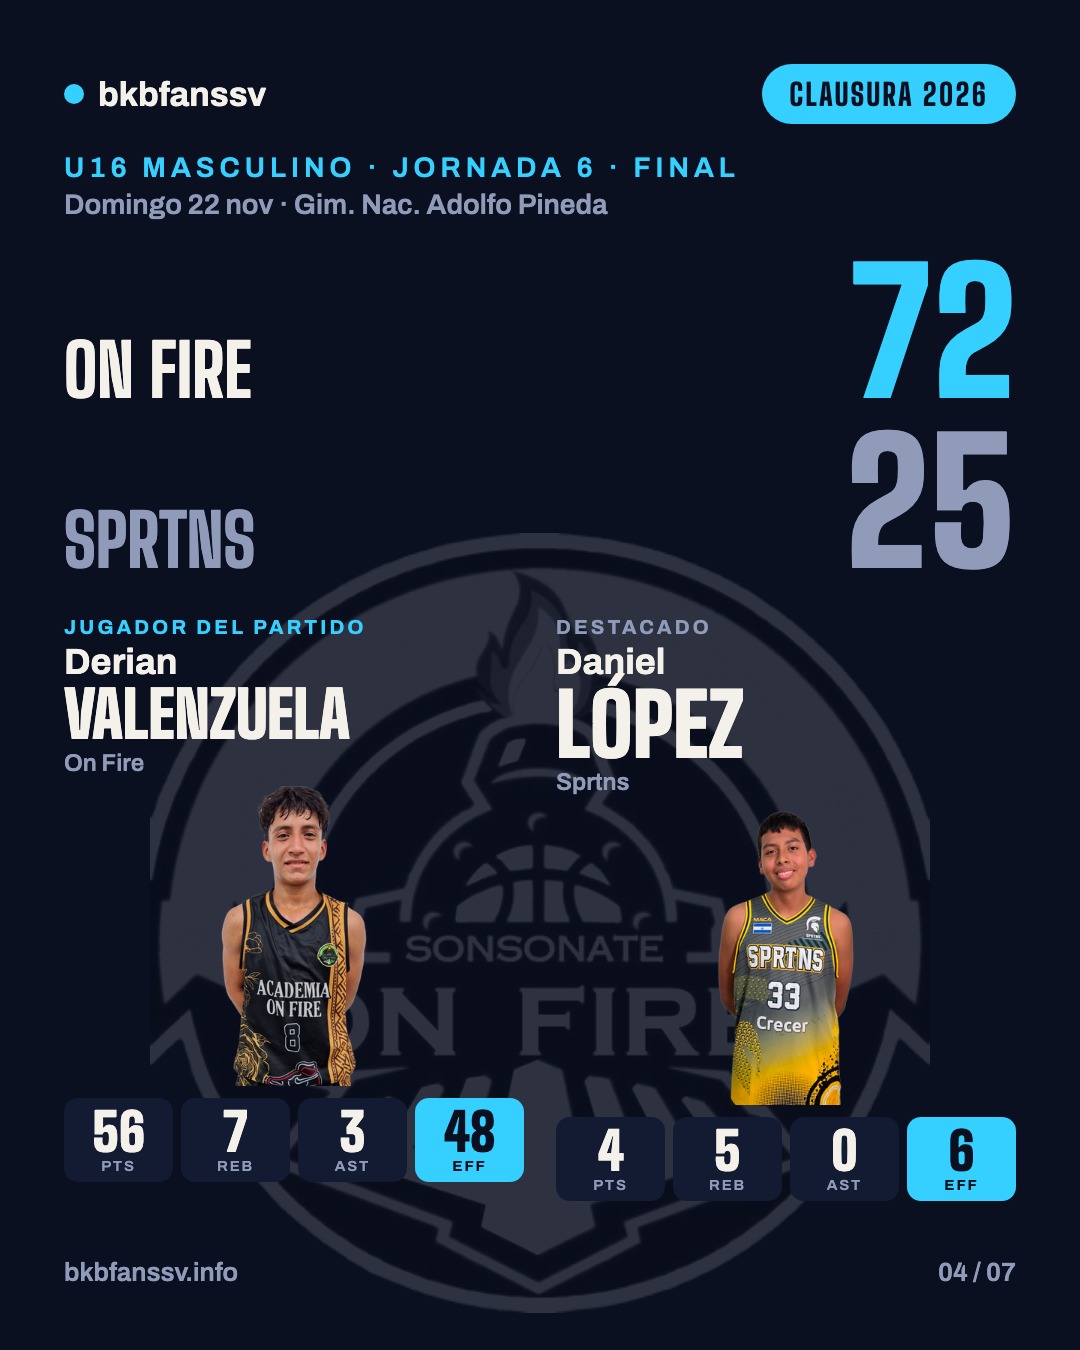 bkbfanssv
CLAUSURA 2026
U16 MASCULINO · JORNADA 6 · FINAL
Domingo 22 nov · Gim. Nac. Adolfo Pineda
ON FIRE
72
SPRTNS
25
JUGADOR DEL PARTIDO
Derian
VALENZUELA
On Fire
DESTACADO
Daniel
LÓPEZ
Sprtns
SONSONATE
ON FIRE
ACADEMIA
ON FIRE
8
MACA
SPRTNS
33
Crecer
56
PTS
7
REB
3
AST
48
EFF
4
PTS
5
REB
0
AST
6
EFF
bkbfanssv.info
04 / 07